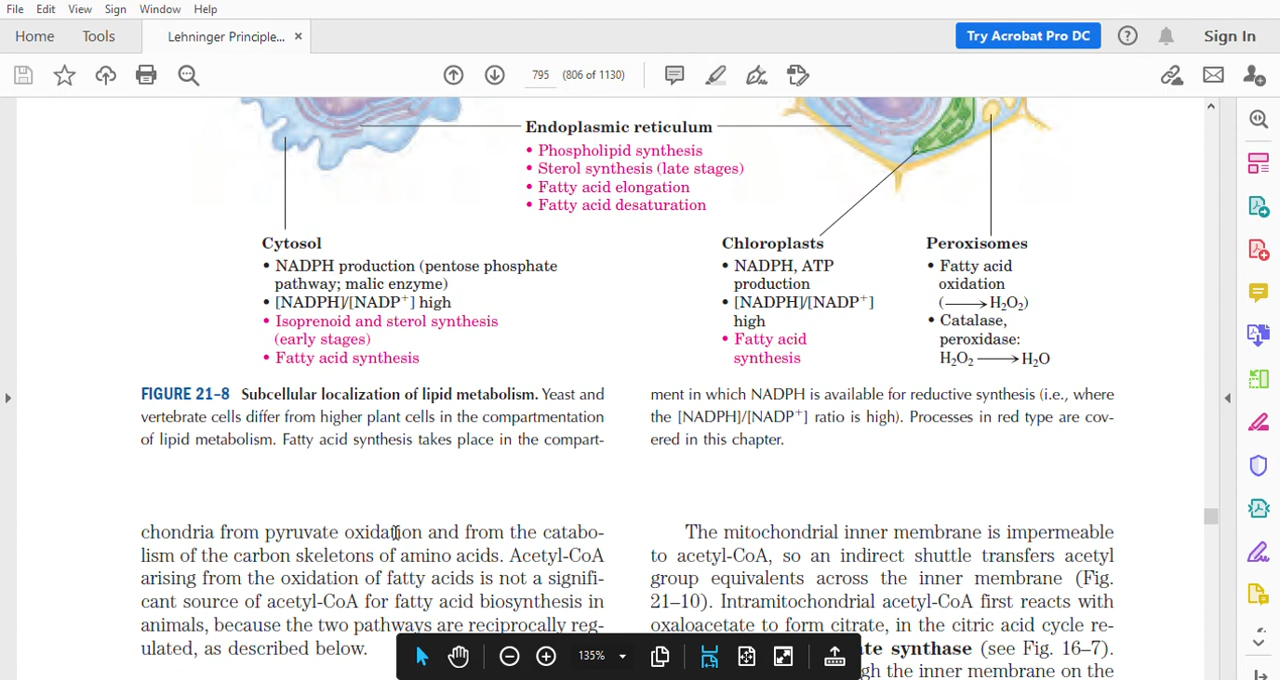 File Edit View Sign Window Help
Home Tools Lehninger Principle... × Try Acrobat Pro DC Sign In
795 (806 of 1130)
Endoplasmic reticulum
• Phospholipid synthesis
• Sterol synthesis (late stages)
• Fatty acid elongation
• Fatty acid desaturation
Cytosol
• NADPH production (pentose phosphate
pathway; malic enzyme)
• [NADPH]/[NADP⁺] high
• Isoprenoid and sterol synthesis
(early stages)
• Fatty acid synthesis
Chloroplasts
• NADPH, ATP
production
• [NADPH]/[NADP⁺]
high
• Fatty acid
synthesis
Peroxisomes
• Fatty acid
oxidation
(⟶H₂O₂)
• Catalase,
peroxidase:
H₂O₂⟶H₂O
FIGURE 21–8 Subcellular localization of lipid metabolism. Yeast and
vertebrate cells differ from higher plant cells in the compartmentation
of lipid metabolism. Fatty acid synthesis takes place in the compart-
ment in which NADPH is available for reductive synthesis (i.e., where
the [NADPH]/[NADP⁺] ratio is high). Processes in red type are cov-
ered in this chapter.
chondria from pyruvate oxidation and from the catabo-
lism of the carbon skeletons of amino acids. Acetyl-CoA
arising from the oxidation of fatty acids is not a signifi-
cant source of acetyl-CoA for fatty acid biosynthesis in
animals, because the two pathways are reciprocally reg-
ulated, as described below.
The mitochondrial inner membrane is impermeable
to acetyl-CoA, so an indirect shuttle transfers acetyl
group equivalents across the inner membrane (Fig.
21–10). Intramitochondrial acetyl-CoA first reacts with
oxaloacetate to form citrate, in the citric acid cycle re-
synthase (see Fig. 16–7).
the inner membrane on the
135%